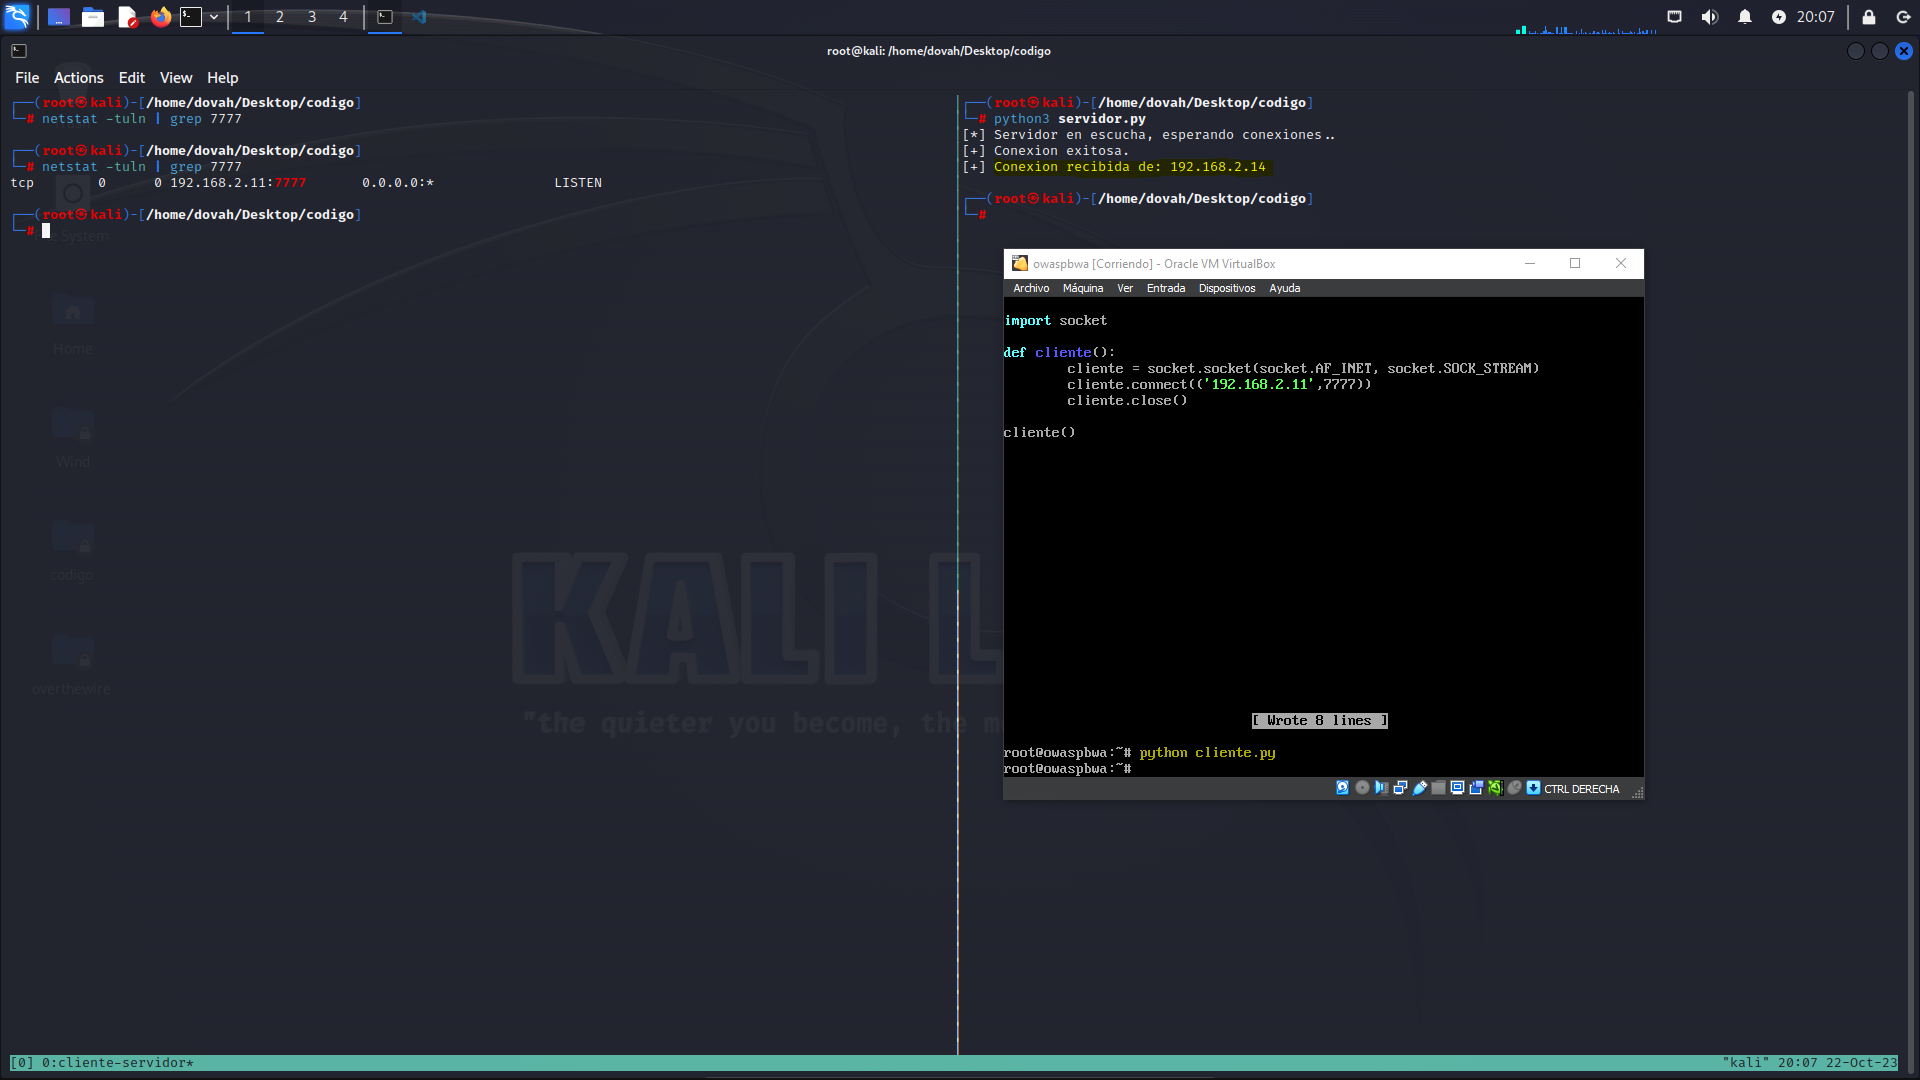 1 2 3 4
20:07
root@kali: /home/dovah/Desktop/codigo
File Actions Edit View Help
┌──(root㉿kali)-[/home/dovah/Desktop/codigo]
└─# netstat -tuln | grep 7777
┌──(root㉿kali)-[/home/dovah/Desktop/codigo]
└─# netstat -tuln | grep 7777
tcp 0 0 192.168.2.11:7777 0.0.0.0:* LISTEN
┌──(root㉿kali)-[/home/dovah/Desktop/codigo]
└─#
File System
Home
Wind
codigo
overthewire
KALI L
"the quieter you become, the m
┌──(root㉿kali)-[/home/dovah/Desktop/codigo]
└─# python3 servidor.py
[*] Servidor en escucha, esperando conexiones..
[+] Conexion exitosa.
[+] Conexion recibida de: 192.168.2.14
┌──(root㉿kali)-[/home/dovah/Desktop/codigo]
└─#
owaspbwa [Corriendo] - Oracle VM VirtualBox
Archivo Máquina Ver Entrada Dispositivos Ayuda
import socket
def cliente():
cliente = socket.socket(socket.AF_INET, socket.SOCK_STREAM)
cliente.connect(('192.168.2.11',7777))
cliente.close()
cliente()
[ Wrote 8 lines ]
root@owaspbwa:~# python cliente.py
root@owaspbwa:~#
CTRL DERECHA
[0] 0:cliente-servidor*
"kali" 20:07 22-Oct-23